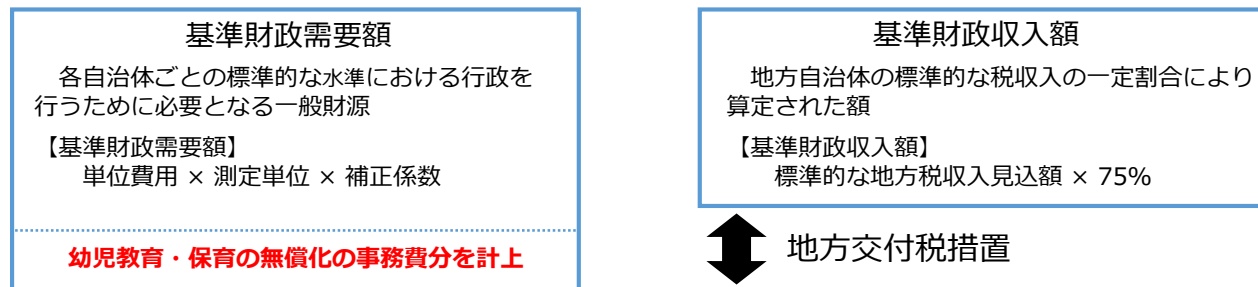 基準財政需要額
各自治体ごとの標準的な水準における行政を
行うために必要となる一般財源
【基準財政需要額】
単位費用 × 測定単位 × 補正係数
幼児教育・保育の無償化の事務費分を計上
基準財政収入額
地方自治体の標準的な税収入の一定割合により
算定された額
【基準財政収入額】
標準的な地方税収入見込額 × 75%
地方交付税措置